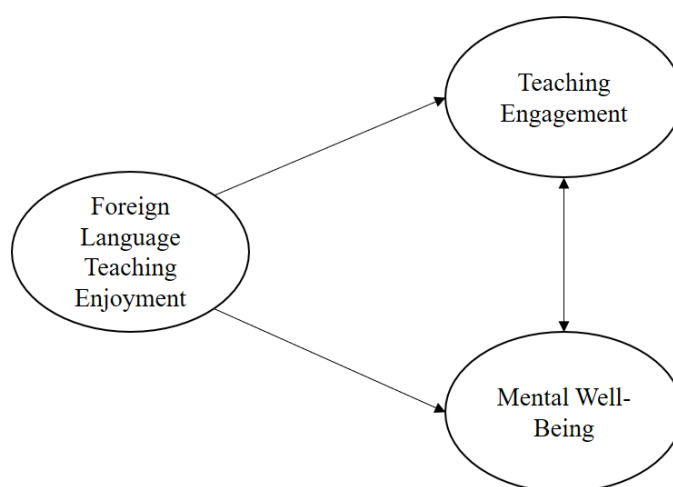 Teaching
Engagement
Foreign
Language
Teaching
Enjoyment
Mental Well-
Being